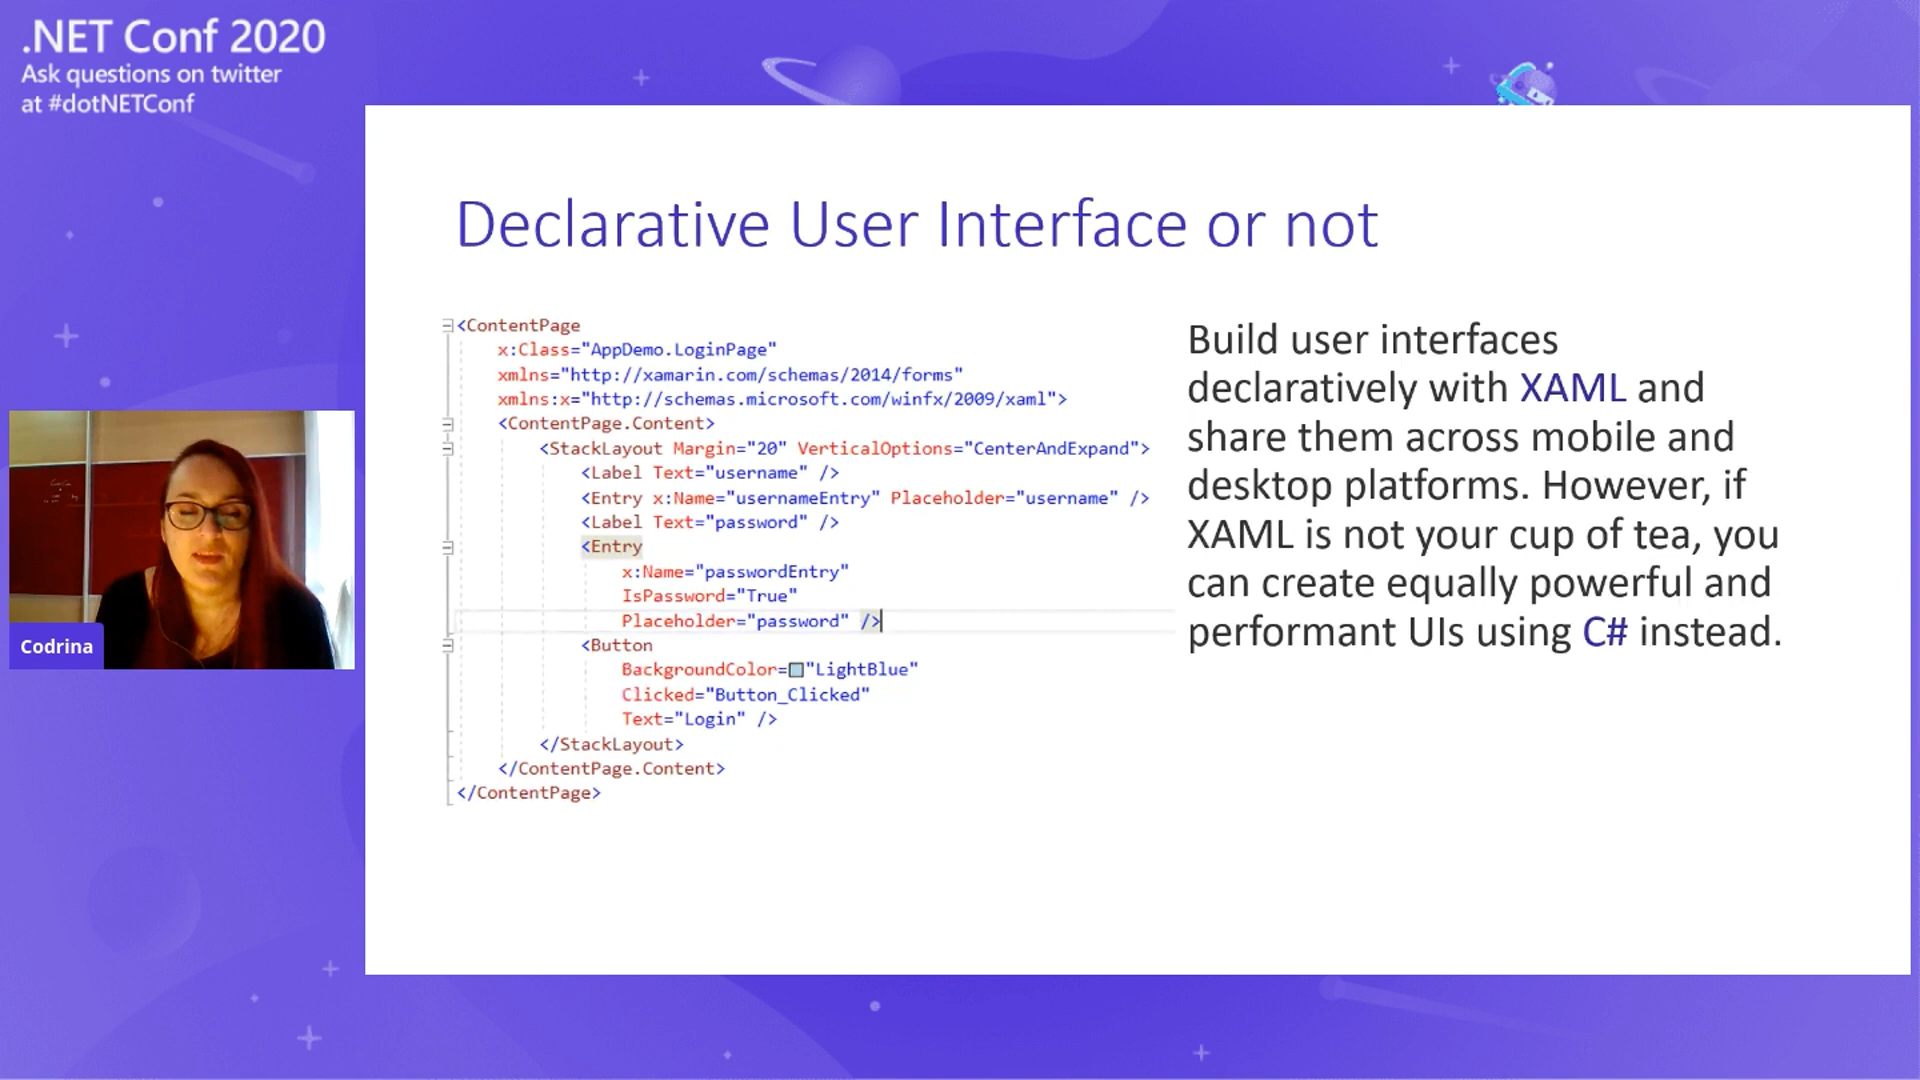 .NET Conf 2020
Ask questions on twitter
at #dotNETConf
Codrina
Declarative User Interface or not
<ContentPage
x:Class="AppDemo.LoginPage"
xmlns="http://xamarin.com/schemas/2014/forms"
xmlns:x="http://schemas.microsoft.com/winfx/2009/xaml">
<ContentPage.Content>
<StackLayout Margin="20" VerticalOptions="CenterAndExpand">
<Label Text="username" />
<Entry x:Name="usernameEntry" Placeholder="username" />
<Label Text="password" />
<Entry
x:Name="passwordEntry"
IsPassword="True"
Placeholder="password" />
<Button
BackgroundColor="LightBlue"
Clicked="Button_Clicked"
Text="Login" />
</StackLayout>
</ContentPage.Content>
</ContentPage>
Build user interfaces
declaratively with XAML and
share them across mobile and
desktop platforms. However, if
XAML is not your cup of tea, you
can create equally powerful and
performant UIs using C# instead.